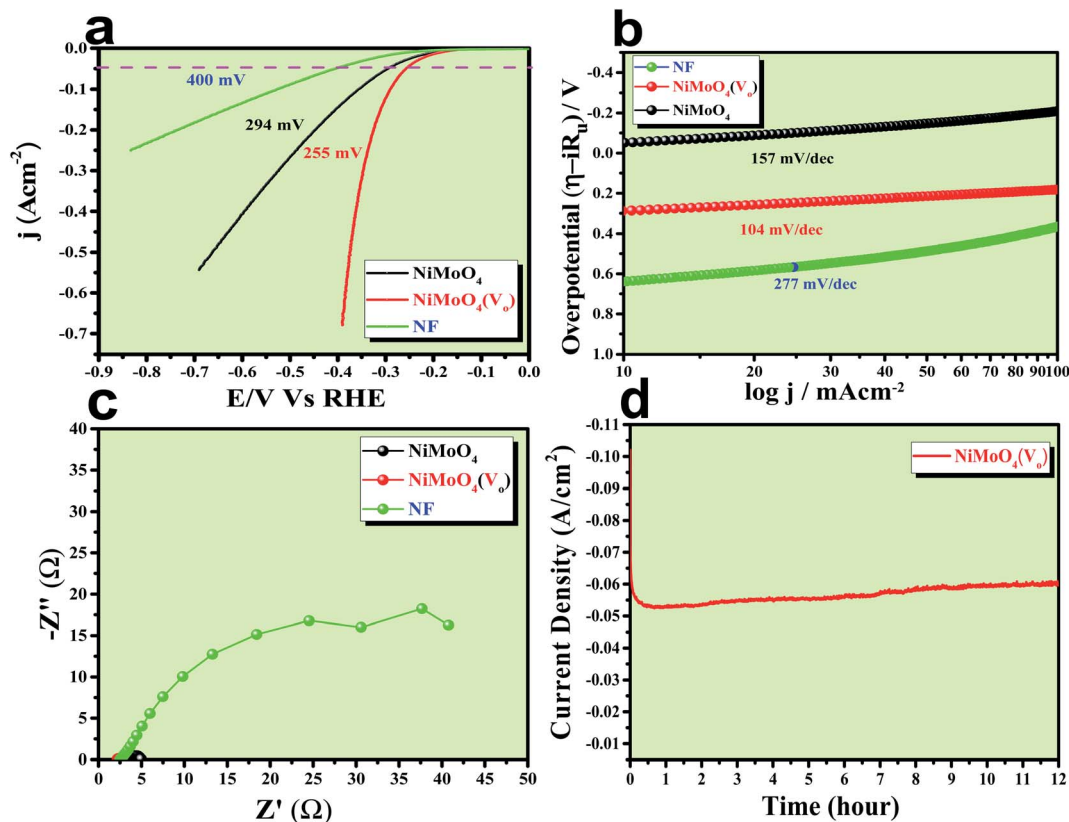 a
0.0
-0.1
-0.2
-0.3
-0.4
-0.5
-0.6
-0.7
j (Acm⁻²)
400 mV
294 mV
255 mV
NiMoO₄
NiMoO₄(Vₒ)
NF
-0.9 -0.8 -0.7 -0.6 -0.5 -0.4 -0.3 -0.2 -0.1 0.0
E/V Vs RHE
b
-0.4
-0.2
0.0
0.2
0.4
0.6
0.8
1.0
Overpotential (η−iRᵤ) / V
NF
NiMoO₄(Vₒ)
NiMoO₄
157 mV/dec
104 mV/dec
277 mV/dec
10 20 30 40 50 60 70 80 90 100
log j / mAcm⁻²
c
40
35
30
25
20
15
10
5
0
-Z'' (Ω)
NiMoO₄
NiMoO₄(Vₒ)
NF
0 5 10 15 20 25 30 35 40 45 50
Z' (Ω)
d
-0.11
-0.10
-0.09
-0.08
-0.07
-0.06
-0.05
-0.04
-0.03
-0.02
-0.01
Current Density (A/cm²)
NiMoO₄(Vₒ)
0 1 2 3 4 5 6 7 8 9 10 11 12
Time (hour)